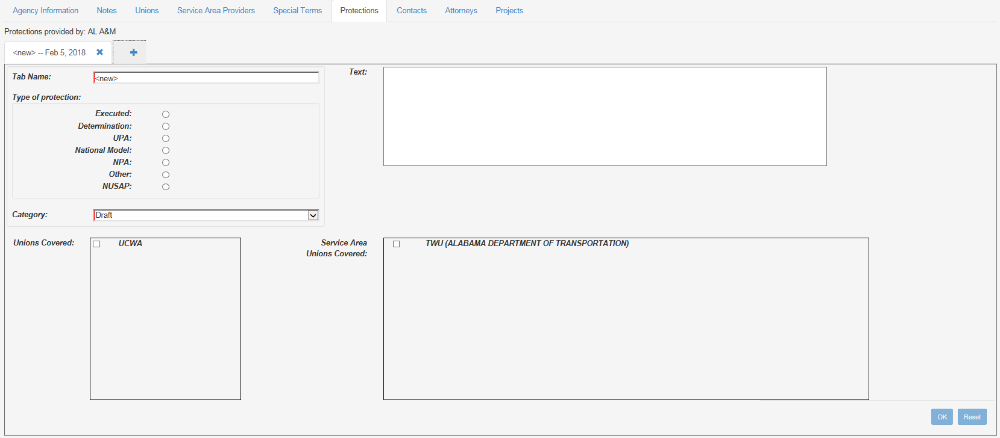 Agency Information Notes Unions Service Area Providers Special Terms Protections Contacts Attorneys Projects
Protections provided by: AL A&M
<new> -- Feb 5, 2018
Tab Name: <new>
Text:
Type of protection:
Executed:
Determination:
UPA:
National Model:
NPA:
Other:
NUSAP:
Category: Draft
Unions Covered: UCWA
Service Area
Unions Covered:
TWU (ALABAMA DEPARTMENT OF TRANSPORTATION)
OK Reset